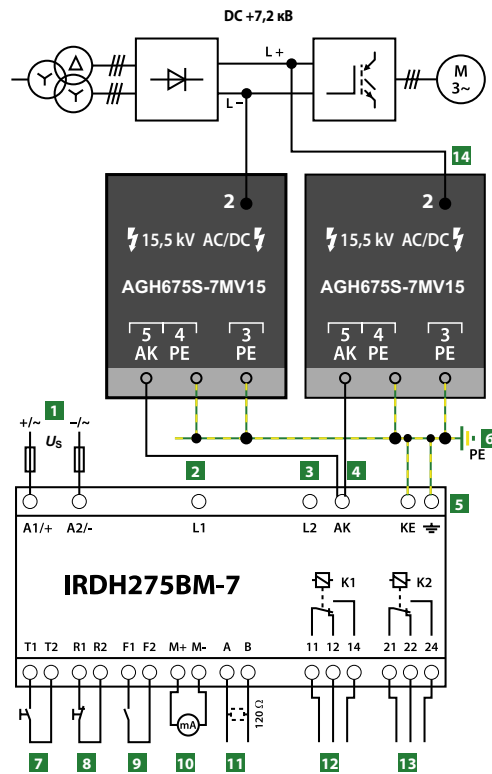 DC +7,2 кВ
L+
L–
M
3~
14
2
2
15,5 kV AC/DC
15,5 kV AC/DC
AGH675S-7MV15
AGH675S-7MV15
5 4 3
AK PE PE
5 4 3
AK PE PE
+/~ 1 –/~
US
6
PE
2 3 4
5
A1/+ A2/- L1 L2 AK KE
IRDH275BM-7
K1 K2
T1 T2 R1 R2 F1 F2 M+ M- A B 11 12 14 21 22 24
mA
120 Ω
7 8 9 10 11 12 13